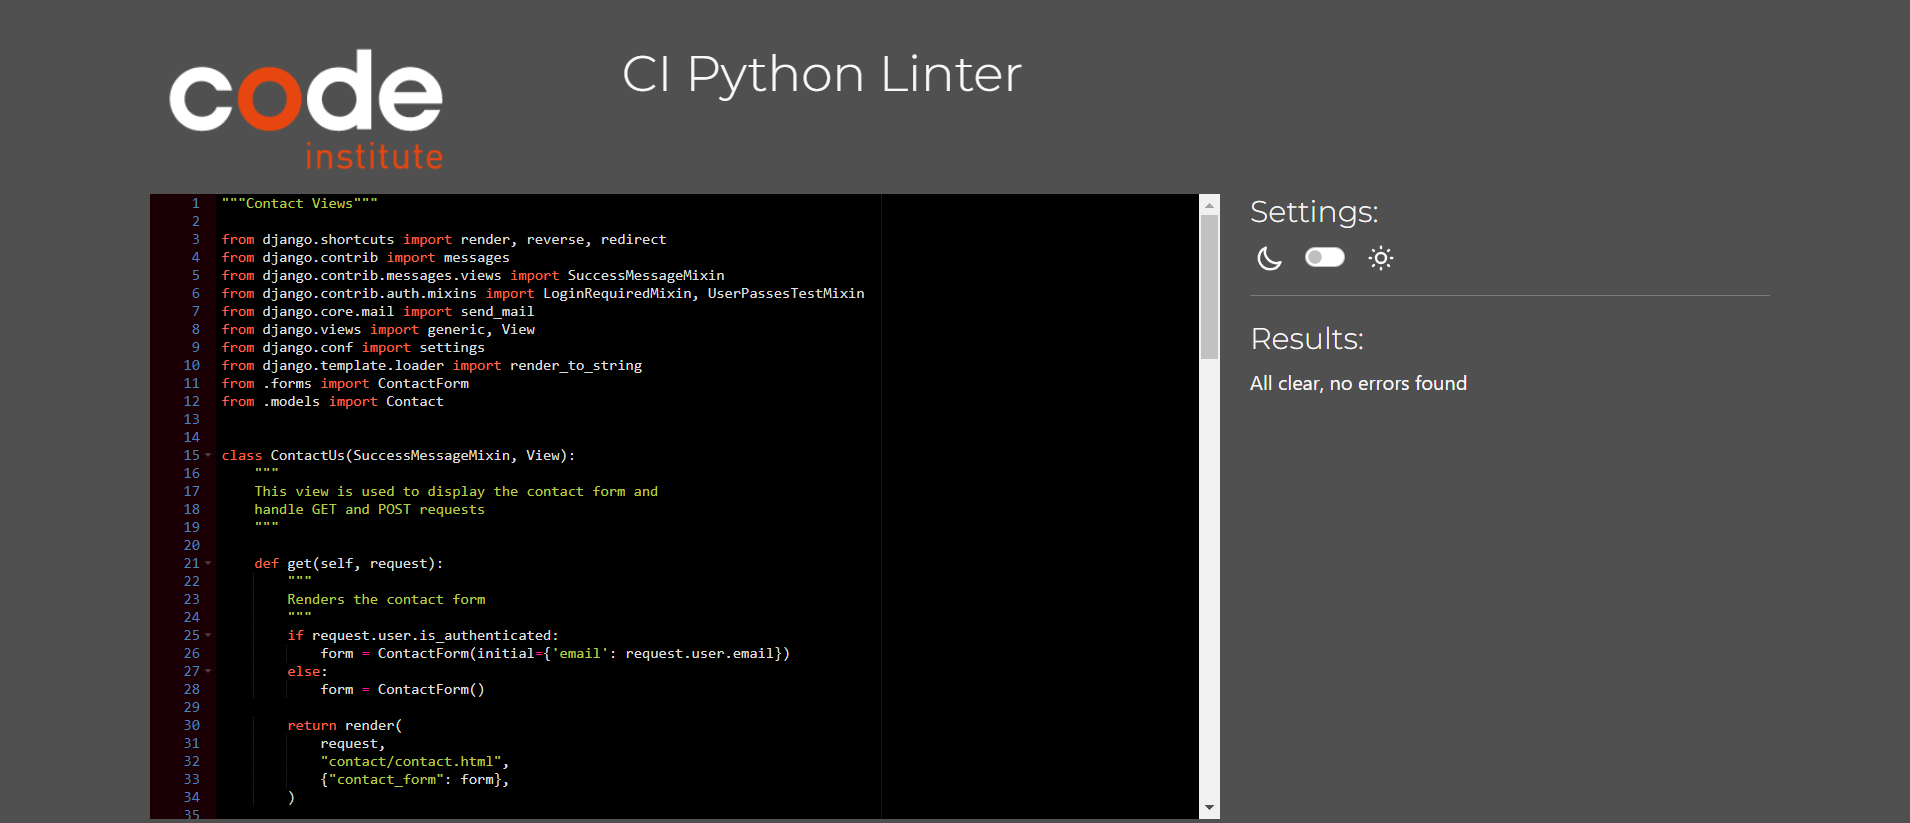 code
institute
CI Python Linter
1 """Contact Views"""
2
3 from django.shortcuts import render, reverse, redirect
4 from django.contrib import messages
5 from django.contrib.messages.views import SuccessMessageMixin
6 from django.contrib.auth.mixins import LoginRequiredMixin, UserPassesTestMixin
7 from django.core.mail import send_mail
8 from django.views import generic, View
9 from django.conf import settings
10 from django.template.loader import render_to_string
11 from .forms import ContactForm
12 from .models import Contact
13
14
15 class ContactUs(SuccessMessageMixin, View):
16     """
17     This view is used to display the contact form and
18     handle GET and POST requests
19     """
20
21     def get(self, request):
22         """
23         Renders the contact form
24         """
25         if request.user.is_authenticated:
26             form = ContactForm(initial={'email': request.user.email})
27         else:
28             form = ContactForm()
29
30         return render(
31             request,
32             "contact/contact.html",
33             {"contact_form": form},
34         )
35
Settings:
Results:
All clear, no errors found